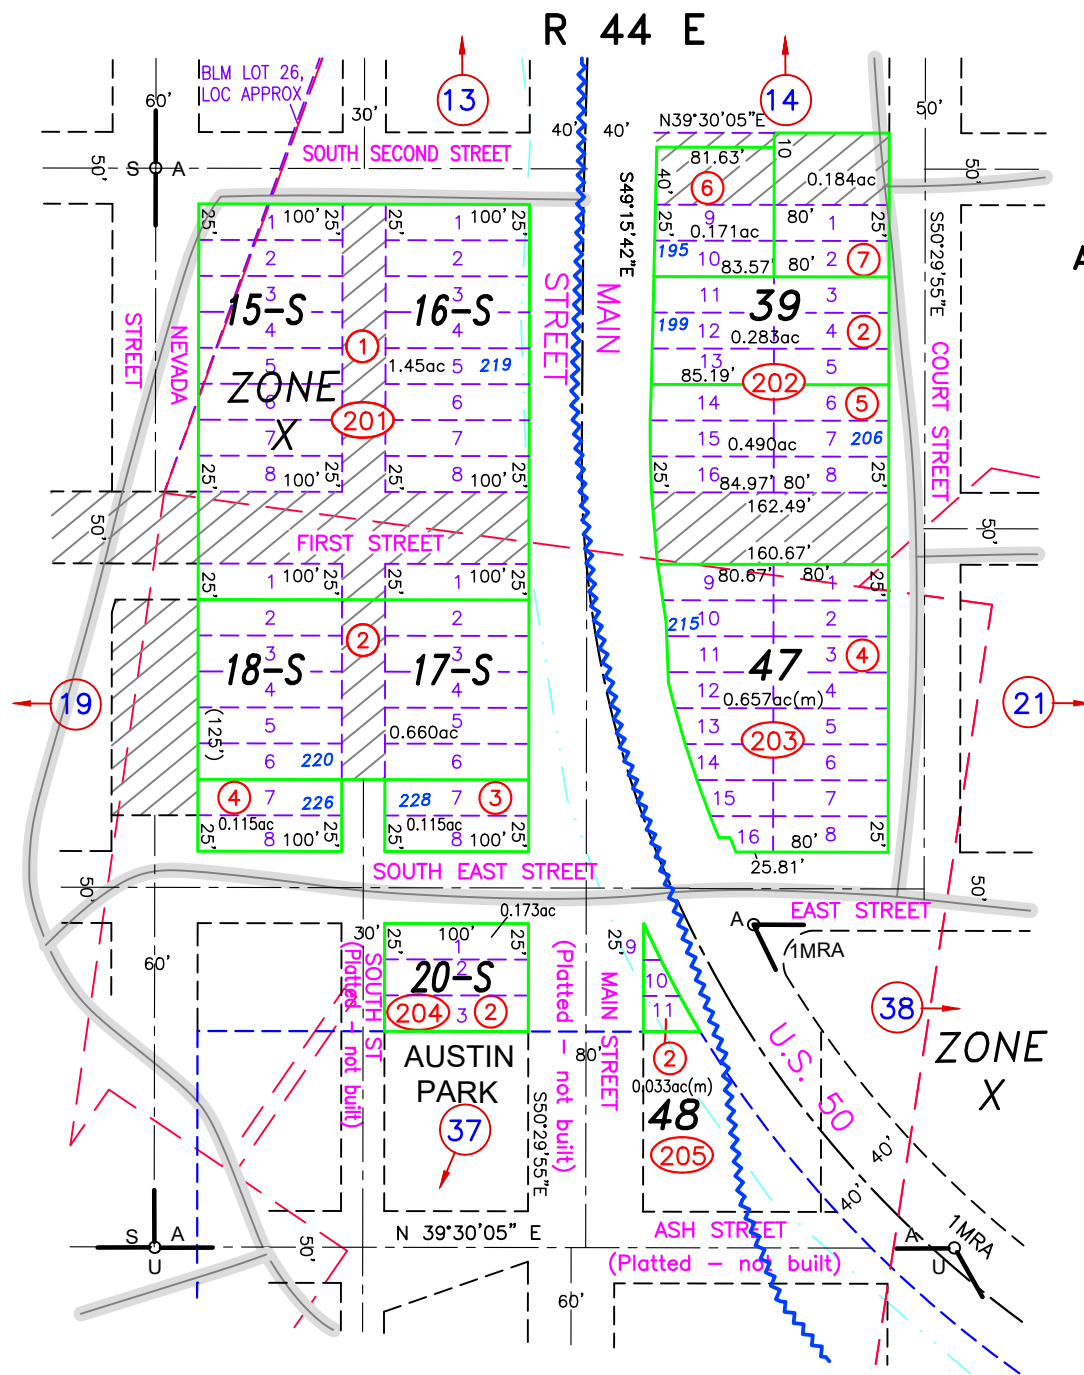 R 44 E
BLM LOT 26,
LOC APPROX
60'
30'
13
40'
40'
14
50'
N39°30'05"E
S
A
50'
SOUTH SECOND STREET
81.63'
10
0.184ac
50'
40'
6
S49°15'42"E
25'
100'
25'
25'
100'
25'
1
1
9
0.171ac
80'
1
25'
S50°29'55"E
2
2
195
10
83.57'
80'
2
7
A
3
3
11
39
3
15-S
16-S
STREET
MAIN
4
4
199
12
0.283ac
4
2
STREET
NEVADA
1
5
1.45ac
5
219
13
85.19'
5
COURT STREET
ZONE
X
202
6
6
14
6
5
201
7
7
15
0.490ac
7
206
25'
8
100'
25'
25'
8
100'
25'
25'
16
84.97'
80'
8
25'
162.49'
50'
FIRST STREET
50'
160.67'
25'
1
100'
25'
25'
1
100'
25'
9
80.67'
80'
1
25'
2
2
215
10
2
2
3
3
11
47
3
4
18-S
17-S
4
4
12
0.657ac(m)
4
19
21
(125')
5
0.660ac
5
13
203
5
6
220
6
14
6
4
7
226
228
7
3
15
7
25'
0.115ac
8
100'
25'
25'
0.115ac
8
100'
25'
16
80'
8
25'
25.81'
SOUTH EAST STREET
50'
50'
0.173ac
EAST STREET
30'
25'
100'
25'
25'
9
A
1MRA
60'
1
2
20-S
10
204
3
2
11
SOUTH 1ST
(Platted - not built)
(Platted - not built)
MAIN STREET
38
AUSTIN
PARK
80'
2
U.S. 50
ZONE
X
0.033ac(m)
48
37
S50°29'55"E
205
40'
40'
S
A
U
50'
N 39°30'05" E
ASH STREET
(Platted - not built)
A
1MRA
U
60'